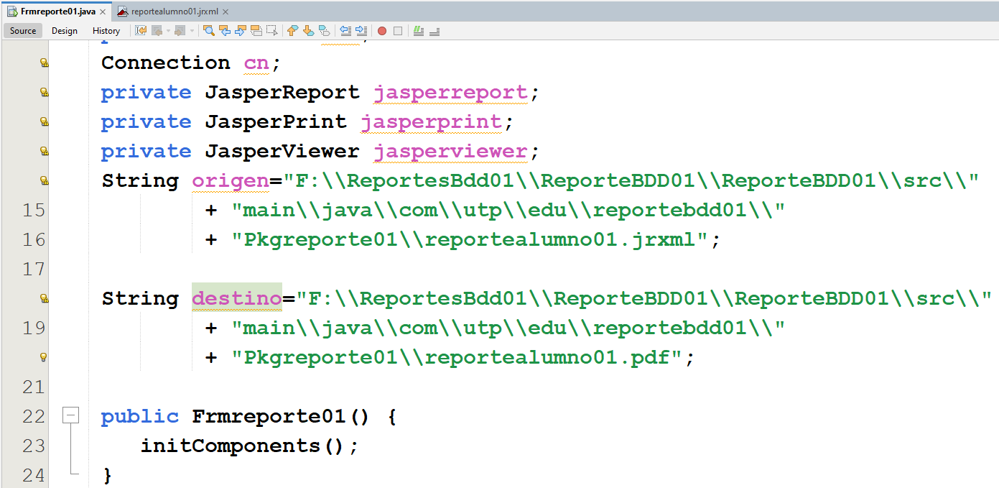 Frmreporte01.java
reportealumno01.jrxml
Source Design History
Connection cn;
private JasperReport jasperreport;
private JasperPrint jasperprint;
private JasperViewer jasperviewer;
String origen="F:\\ReportesBdd01\\ReporteBDD01\\ReporteBDD01\\src\\"
15 + "main\\java\\com\\utp\\edu\\reportebdd01\\"
16 + "Pkgreporte01\\reportealumno01.jrxml";
17
String destino="F:\\ReportesBdd01\\ReporteBDD01\\ReporteBDD01\\src\\"
19 + "main\\java\\com\\utp\\edu\\reportebdd01\\"
+ "Pkgreporte01\\reportealumno01.pdf";
21
22 public Frmreporte01() {
23 initComponents();
24 }